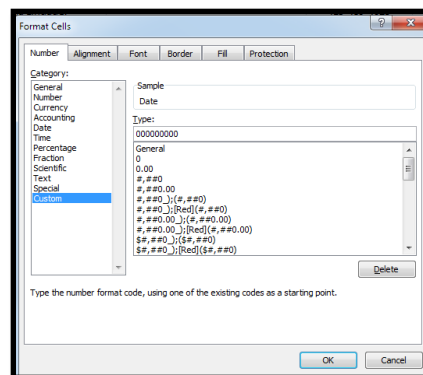 Format Cells
Number Alignment Font Border Fill Protection
Category:
General
Number
Currency
Accounting
Date
Time
Percentage
Fraction
Scientific
Text
Special
Custom
Sample
Date
Type:
000000000
General
0
0.00
#,##0
#,##0.00
#,##0_);(#,##0)
#,##0_);[Red](#,##0)
#,##0.00_);(#,##0.00)
#,##0.00_);[Red](#,##0.00)
$#,##0_);($#,##0)
$#,##0_);[Red]($#,##0)
Delete
Type the number format code, using one of the existing codes as a starting point.
OK Cancel